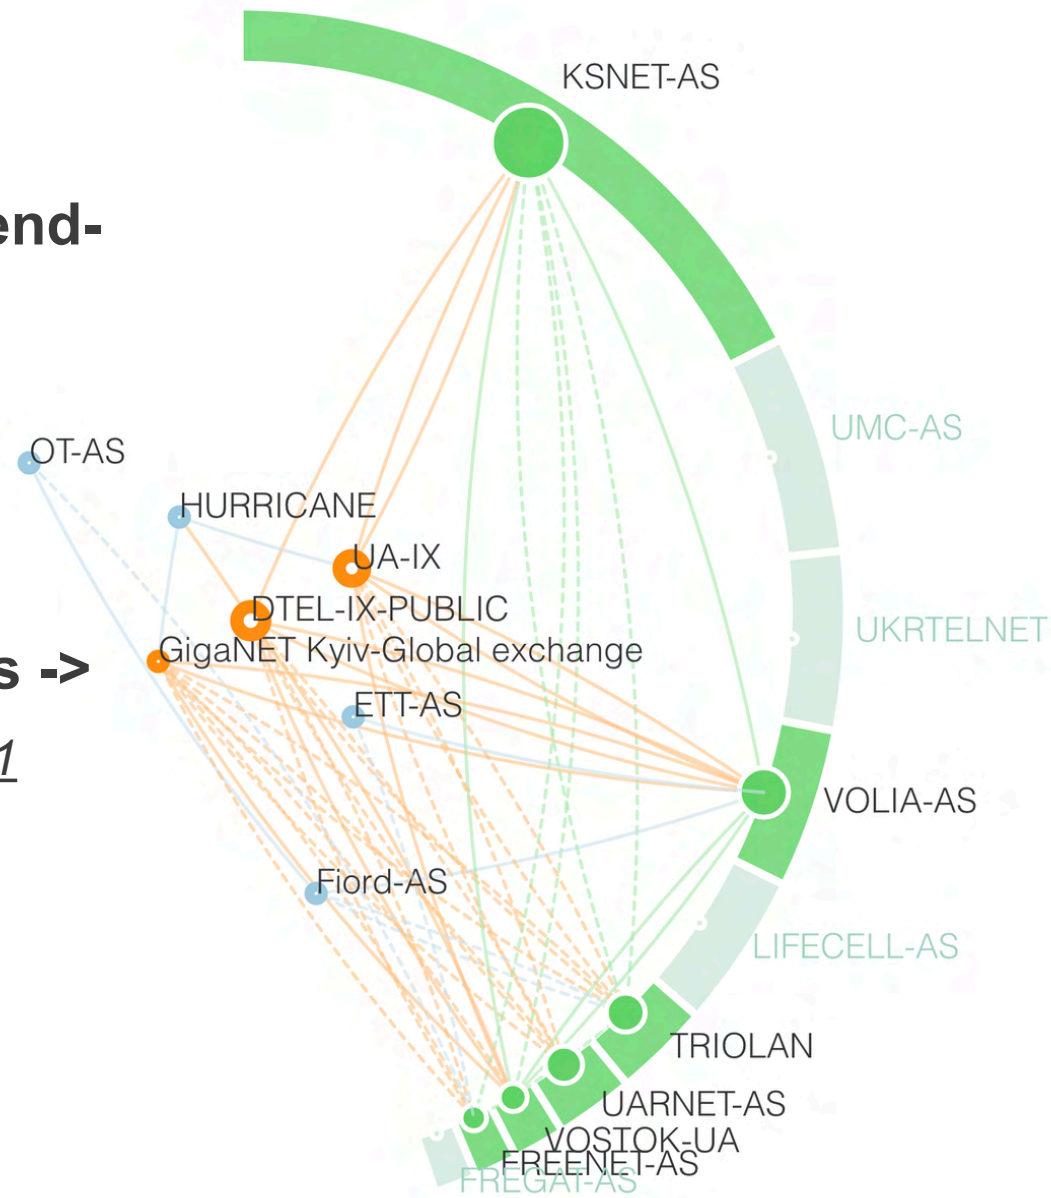 KSNET-AS
end-
UMC-AS
OT-AS
HURRICANE
UA-IX
DTEL-IX-PUBLIC
UKRTELNET
GigaNET Kyiv-Global exchange
s ->
ETT-AS
1
VOLIA-AS
Fiord-AS
LIFECELL-AS
TRIOLAN
UARNET-AS
VOSTOK-UA
FREENET-AS
FREGAT-AS